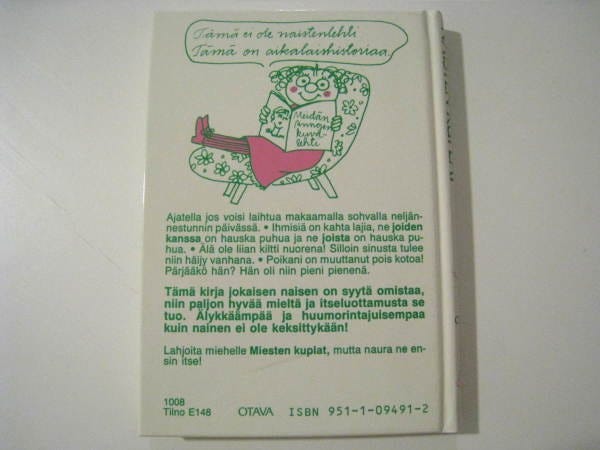 Tämä ei ole naistenlehti
Tämä on aikalaishistoriaa.
Meidän
Annojen
kuva-
lehti
Ajatella jos voisi laihtua makaamalla sohvalla neljän-
nestunnin päivässä. • Ihmisiä on kahta lajia, ne joiden
kanssa on hauska puhua ja ne joista on hauska pu-
hua. • Älä ole liian kiltti nuorena! Silloin sinusta tulee
niin häijy vanhana. • Poikani on muuttanut pois kotoa!
Pärjääkö hän? Hän oli niin pieni pienenä.
Tämä kirja jokaisen naisen on syytä omistaa,
niin paljon hyvää mieltä ja itseluottamusta se
tuo. Älykkäämpää ja huumorintajuisempaa
kuin nainen ei ole keksittykään!
Lahjoita miehelle Miesten kuplat, mutta naura ne en-
sin itse!
1008
Tilno E148
OTAVA ISBN 951-1-09491-2